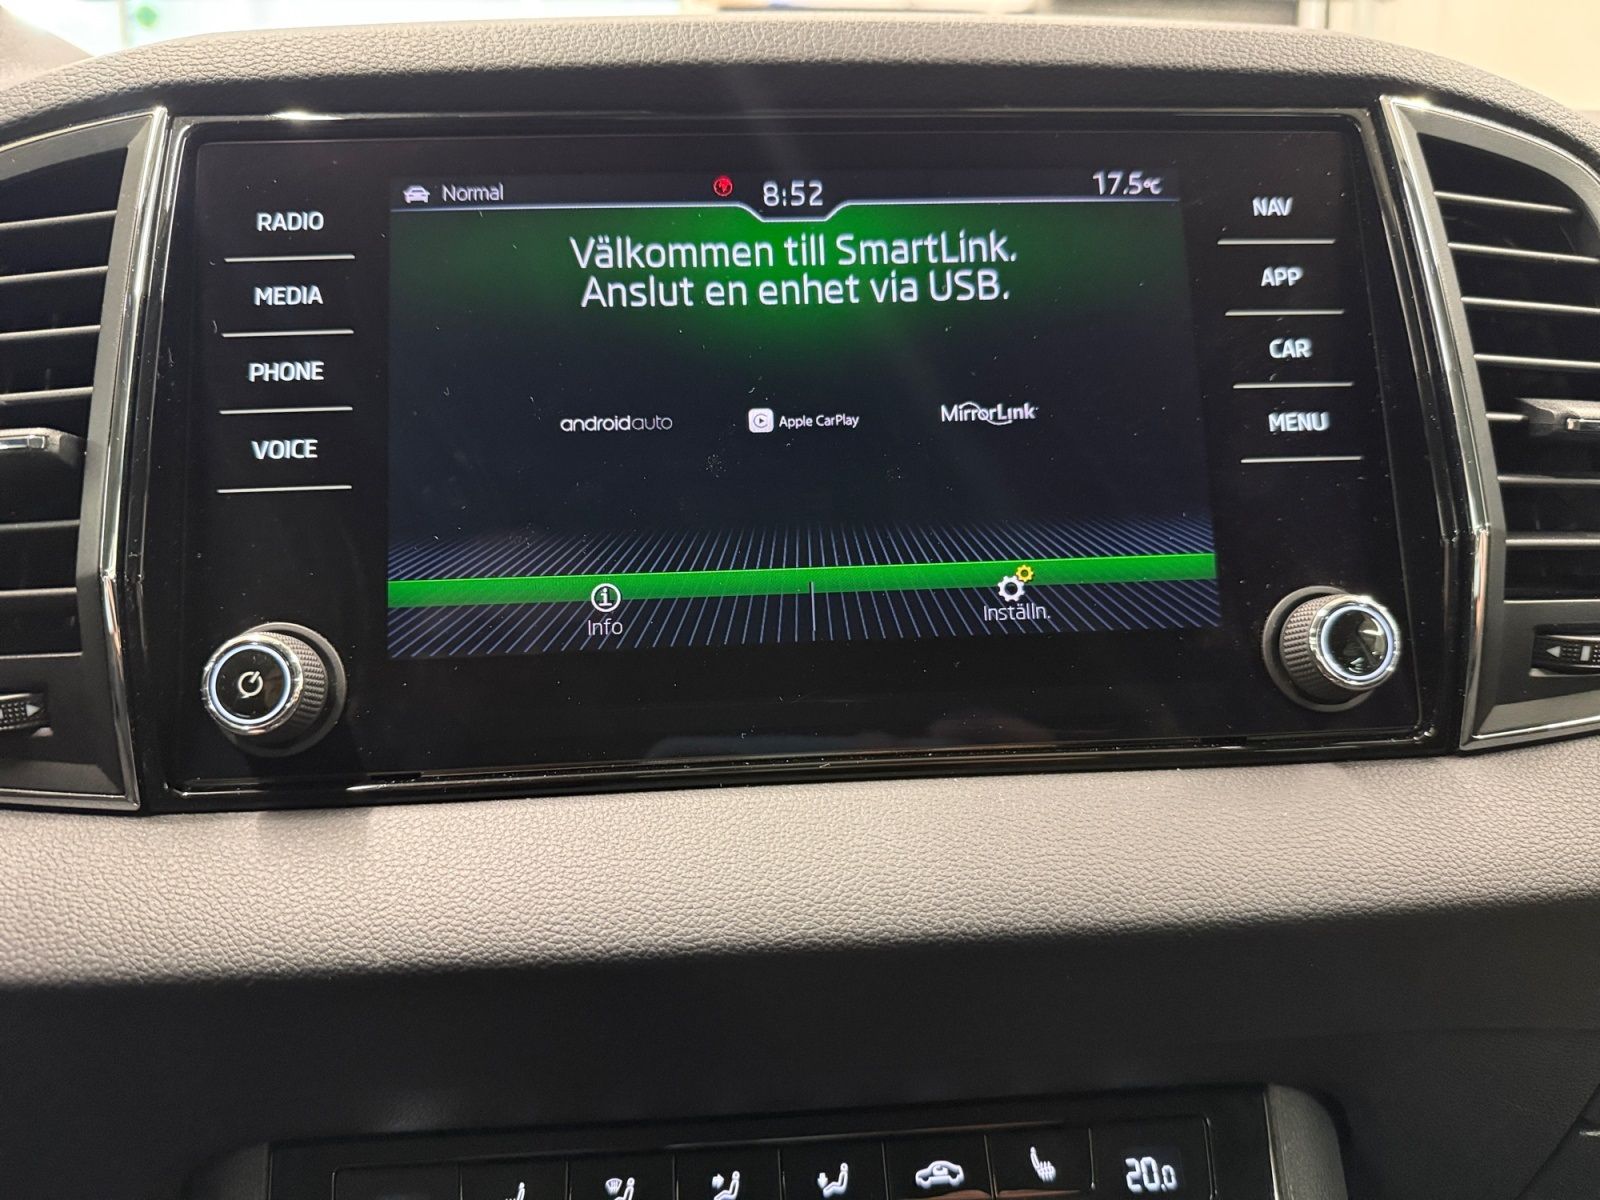 Normal
8:52
17.5°C
RADIO
MEDIA
PHONE
VOICE
Välkommen till SmartLink.
Anslut en enhet via USB.
androidauto
Apple CarPlay
MirrorLink
Info
Inställn.
NAV
APP
CAR
MENU
20.0